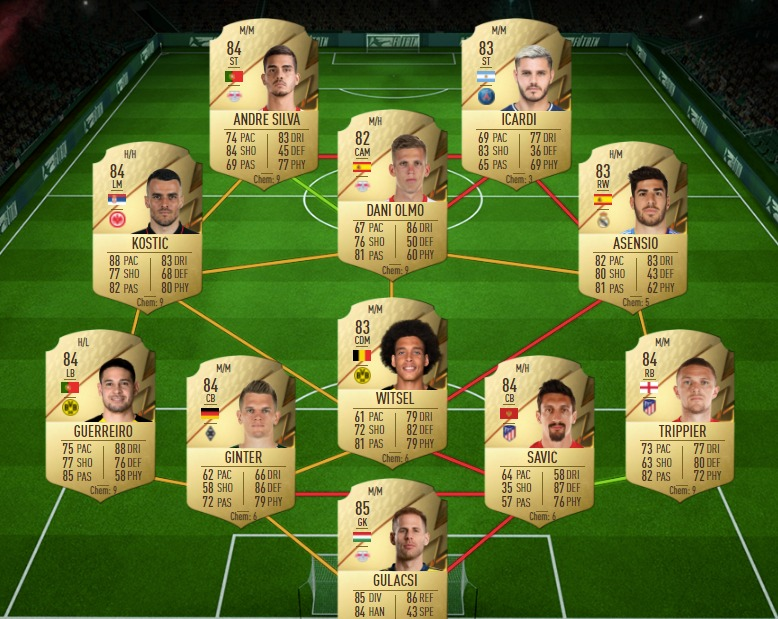 M/M
84
ST
ANDRE SILVA
74 PAC 83 DRI
84 SHO 45 DEF
69 PAS 77 PHY
Chem: 9
M/M
83
ST
ICARDI
69 PAC 77 DRI
83 SHO 36 DEF
65 PAS 69 PHY
Chem: 3
M/H
82
CAM
DANI OLMO
67 PAC 86 DRI
76 SHO 50 DEF
81 PAS 60 PHY
Chem: 9
H/H
84
LM
KOSTIC
88 PAC 83 DRI
77 SHO 68 DEF
82 PAS 80 PHY
Chem: 9
H/M
83
RW
ASENSIO
82 PAC 83 DRI
80 SHO 43 DEF
81 PAS 62 PHY
Chem: 5
M/M
83
CDM
WITSEL
61 PAC 79 DRI
72 SHO 82 DEF
81 PAS 79 PHY
Chem: 6
H/L
84
LB
GUERREIRO
75 PAC 88 DRI
77 SHO 76 DEF
85 PAS 58 PHY
Chem: 9
M/M
84
CB
GINTER
62 PAC 66 DRI
58 SHO 86 DEF
72 PAS 79 PHY
Chem: 6
M/H
84
CB
SAVIC
64 PAC 58 DRI
35 SHO 87 DEF
57 PAS 76 PHY
Chem: 6
M/M
84
RB
TRIPPIER
73 PAC 77 DRI
63 SHO 80 DEF
82 PAS 72 PHY
Chem: 9
M/M
85
GK
GULACSI
85 DIV 86 REF
84 HAN 43 SPE